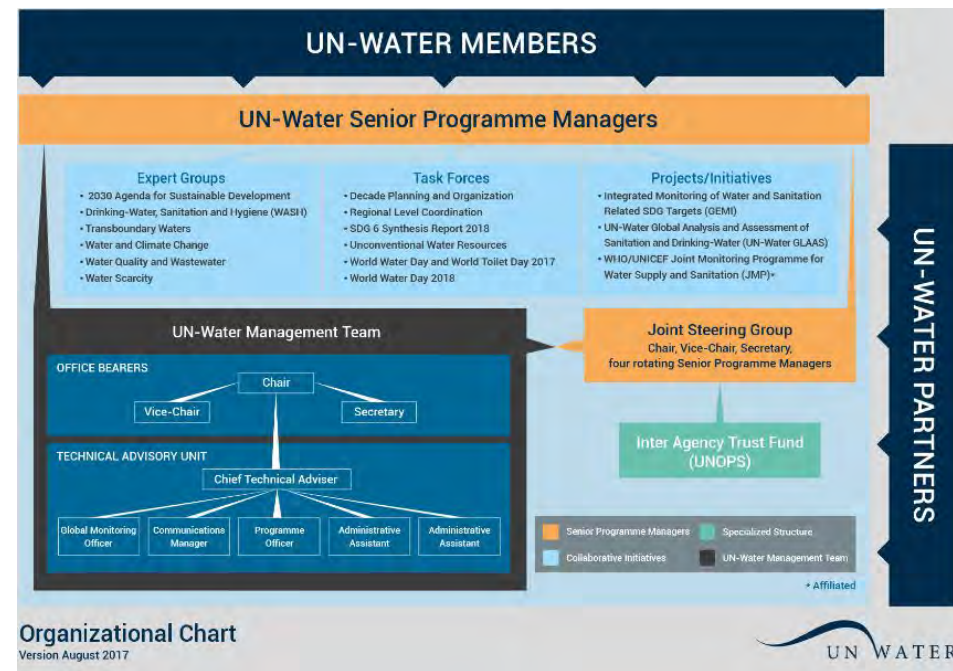 UN-WATER MEMBERS
UN-Water Senior Programme Managers
Expert Groups
• 2030 Agenda for Sustainable Development
• Drinking-Water, Sanitation and Hygiene (WASH)
• Transboundary Waters
• Water and Climate Change
• Water Quality and Wastewater
• Water Scarcity
Task Forces
• Decade Planning and Organization
• Regional Level Coordination
• SDG 6 Synthesis Report 2018
• Unconventional Water Resources
• World Water Day and World Toilet Day 2017
• World Water Day 2018
Projects/Initiatives
• Integrated Monitoring of Water and Sanitation
Related SDG Targets (GEMI)
• UN-Water Global Analysis and Assessment of
Sanitation and Drinking-Water (UN-Water GLAAS)
• WHO/UNICEF Joint Monitoring Programme for
Water Supply and Sanitation (JMP)*
UN-WATER PARTNERS
UN-Water Management Team
OFFICE BEARERS
Chair
Vice-Chair
Secretary
TECHNICAL ADVISORY UNIT
Chief Technical Adviser
Global Monitoring
Officer
Communications
Manager
Programme
Officer
Administrative
Assistant
Administrative
Assistant
Joint Steering Group
Chair, Vice-Chair, Secretary,
four rotating Senior Programme Managers
Inter Agency Trust Fund
(UNOPS)
Senior Programme Managers
Specialized Structure
Collaborative Initiatives
UN-Water Management Team
* Affiliated
Organizational Chart
Version August 2017
UN WATER